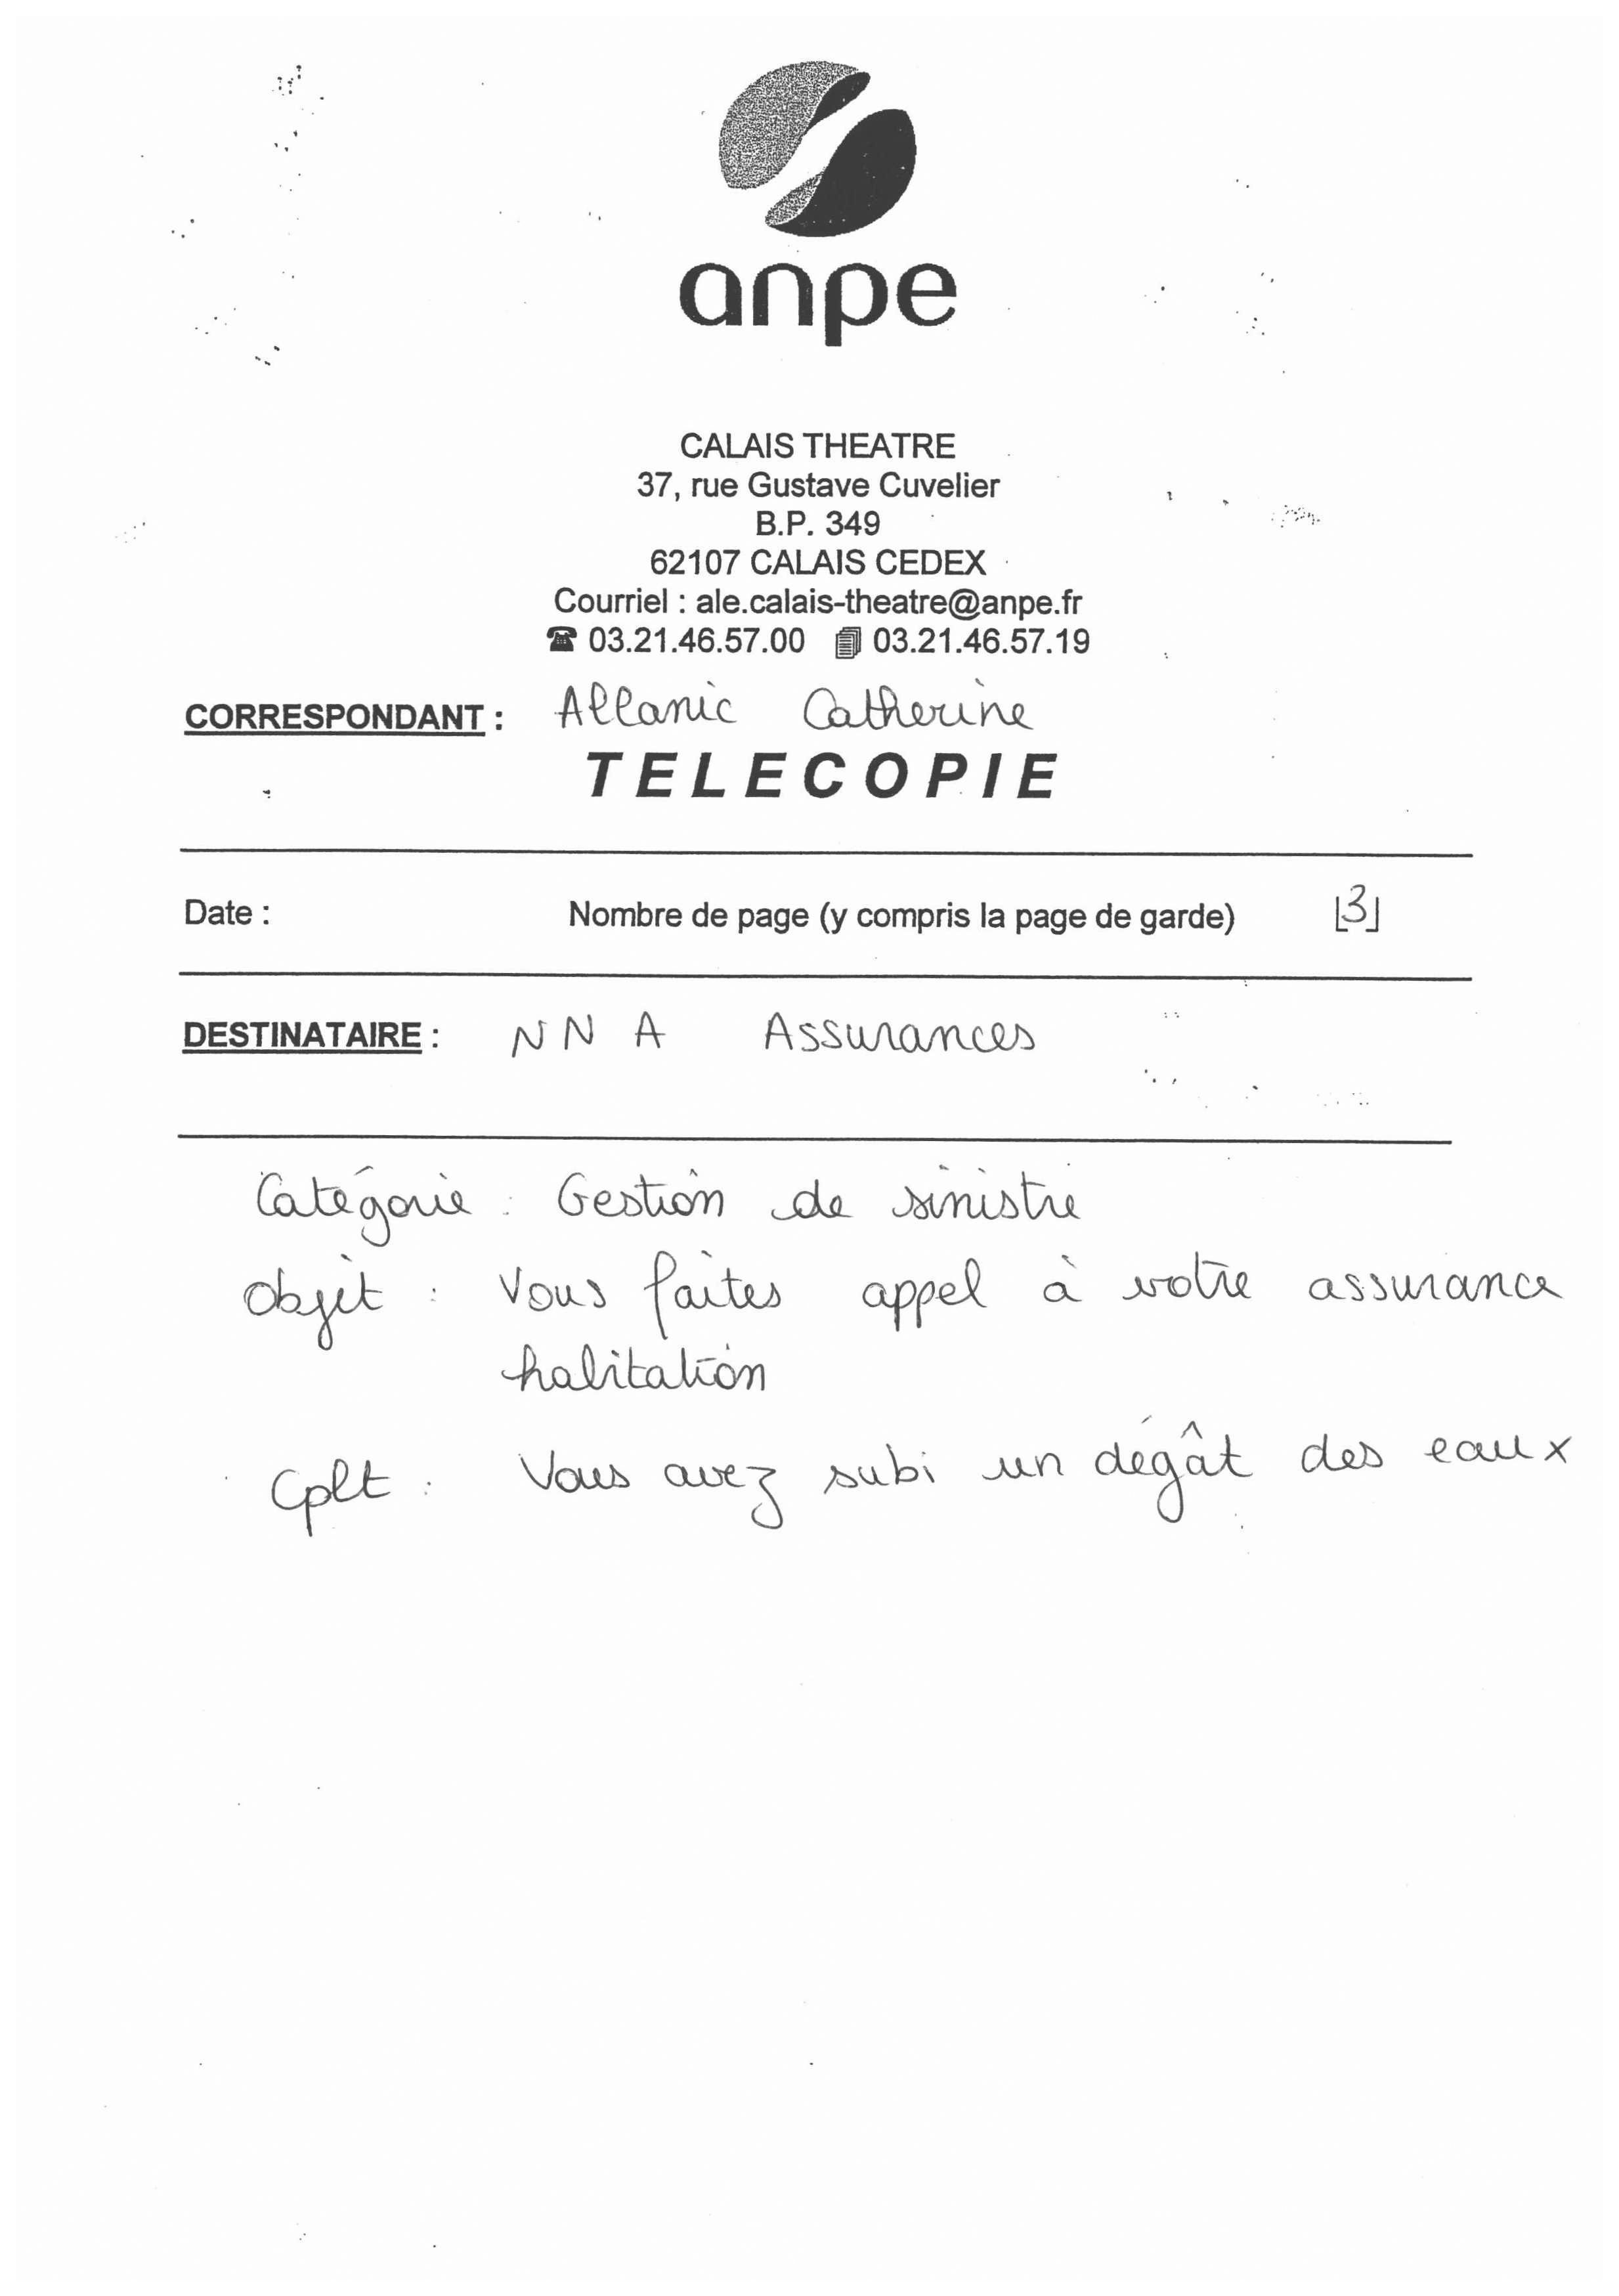 anpe
CALAIS THEATRE
37, rue Gustave Cuvelier
B.P. 349
62107 CALAIS CEDEX
Courriel : ale.calais-theatre@anpe.fr
☎ 03.21.46.57.00 03.21.46.57.19
CORRESPONDANT : Allanic Catherine
TELECOPIE
Date : Nombre de page (y compris la page de garde) 3
DESTINATAIRE : NNA Assurances
Catégorie : Gestion de sinistre
Objet : Vous faites appel à votre assurance
habitation
Cplt : Vous avez subi un dégât des eaux